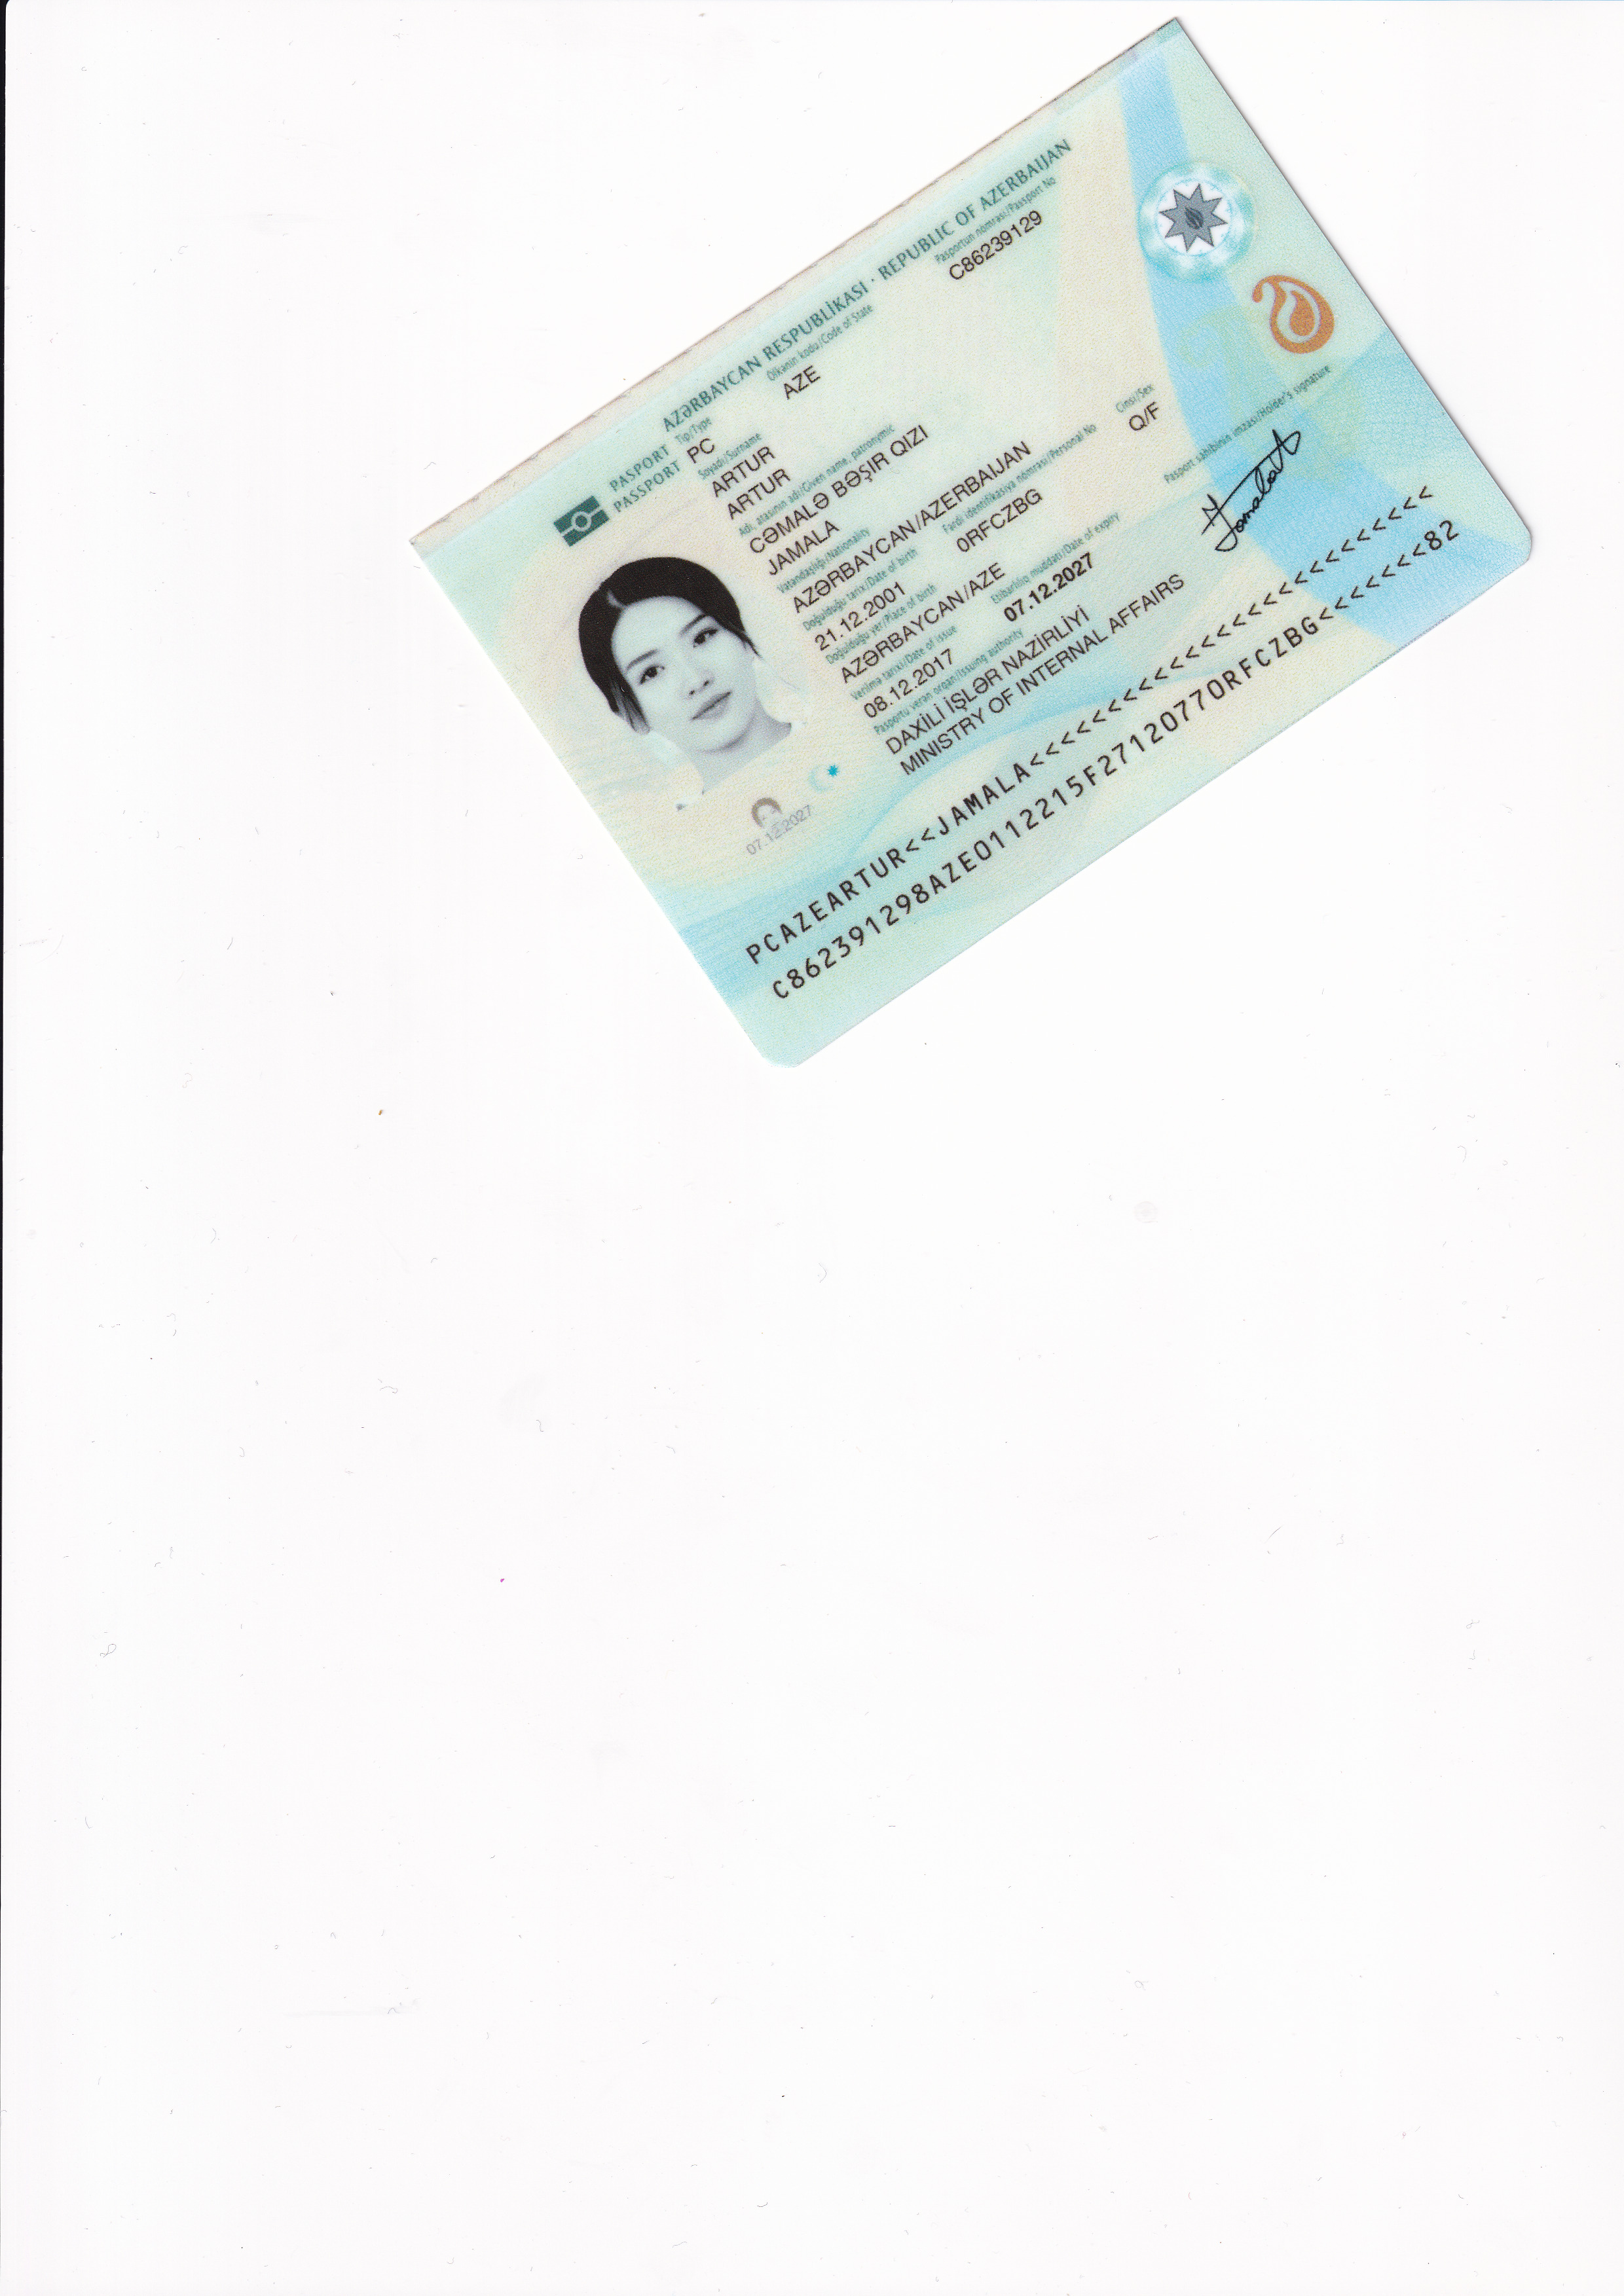 AZƏRBAYCAN RESPUBLİKASI · REPUBLIC OF AZERBAIJAN
PASPORT
PASSPORT
Tip/Type
PC
Ölkənin kodu/Code of State
AZE
Pasportun nömrəsi/Passport No
C86239129
Soyadı/Surname
ARTUR
ARTUR
Adı, atasının adı/Given name, patronymic
CƏMALƏ BƏŞİR QIZI
JAMALA
Vətəndaşlığı/Nationality
AZƏRBAYCAN/AZERBAIJAN
Doğulduğu tarix/Date of birth
21.12.2001
Fərdi identifikasiya nömrəsi/Personal No
0RFCZBG
Cinsi/Sex
Q/F
Doğulduğu yer/Place of birth
AZƏRBAYCAN/AZE
Verilmə tarixi/Date of issue
08.12.2017
Etibarlılıq müddəti/Date of expiry
07.12.2027
Pasport sahibinin imzası/Holder's signature
Pasportu verən orqan/Issuing authority
DAXİLİ İŞLƏR NAZİRLİYİ
MINISTRY OF INTERNAL AFFAIRS
07.12.2027
PCAZEARTUR<<JAMALA<<<<<<<<<<<<<<<<<<<<<<<<<<
C862391298AZE0112215F27120770RFCZBG<<<<<<<82